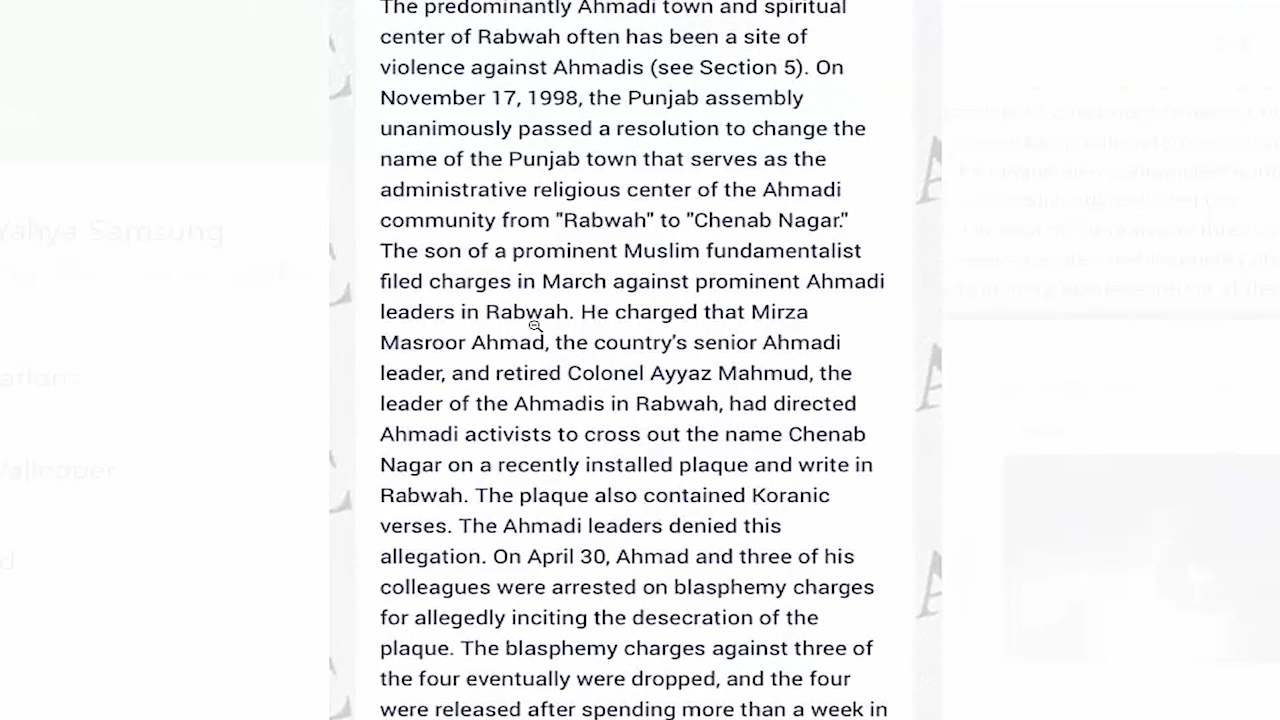 The predominantly Ahmadi town and spiritual
center of Rabwah often has been a site of
violence against Ahmadis (see Section 5). On
November 17, 1998, the Punjab assembly
unanimously passed a resolution to change the
name of the Punjab town that serves as the
administrative religious center of the Ahmadi
community from "Rabwah" to "Chenab Nagar."
The son of a prominent Muslim fundamentalist
filed charges in March against prominent Ahmadi
leaders in Rabwah. He charged that Mirza
Masroor Ahmad, the country's senior Ahmadi
leader, and retired Colonel Ayyaz Mahmud, the
leader of the Ahmadis in Rabwah, had directed
Ahmadi activists to cross out the name Chenab
Nagar on a recently installed plaque and write in
Rabwah. The plaque also contained Koranic
verses. The Ahmadi leaders denied this
allegation. On April 30, Ahmad and three of his
colleagues were arrested on blasphemy charges
for allegedly inciting the desecration of the
plaque. The blasphemy charges against three of
the four eventually were dropped, and the four
were released after spending more than a week in
Yahya Samsung